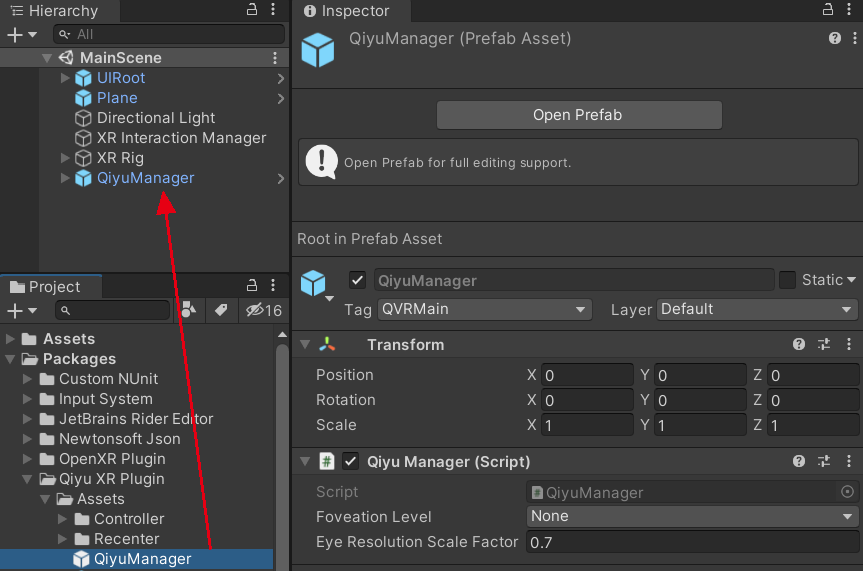 Hierarchy
All
MainScene
UIRoot
Plane
Directional Light
XR Interaction Manager
XR Rig
QiyuManager
Project
16
Assets
Packages
Custom NUnit
Input System
JetBrains Rider Editor
Newtonsoft Json
OpenXR Plugin
Qiyu XR Plugin
Assets
Controller
Recenter
QiyuManager
Inspector
QiyuManager (Prefab Asset)
Open Prefab
Open Prefab for full editing support.
Root in Prefab Asset
QiyuManager Static
Tag QVRMain Layer Default
Transform
Position X 0 Y 0 Z 0
Rotation X 0 Y 0 Z 0
Scale X 1 Y 1 Z 1
# Qiyu Manager (Script)
Script # QiyuManager
Foveation Level None
Eye Resolution Scale Factor 0.7